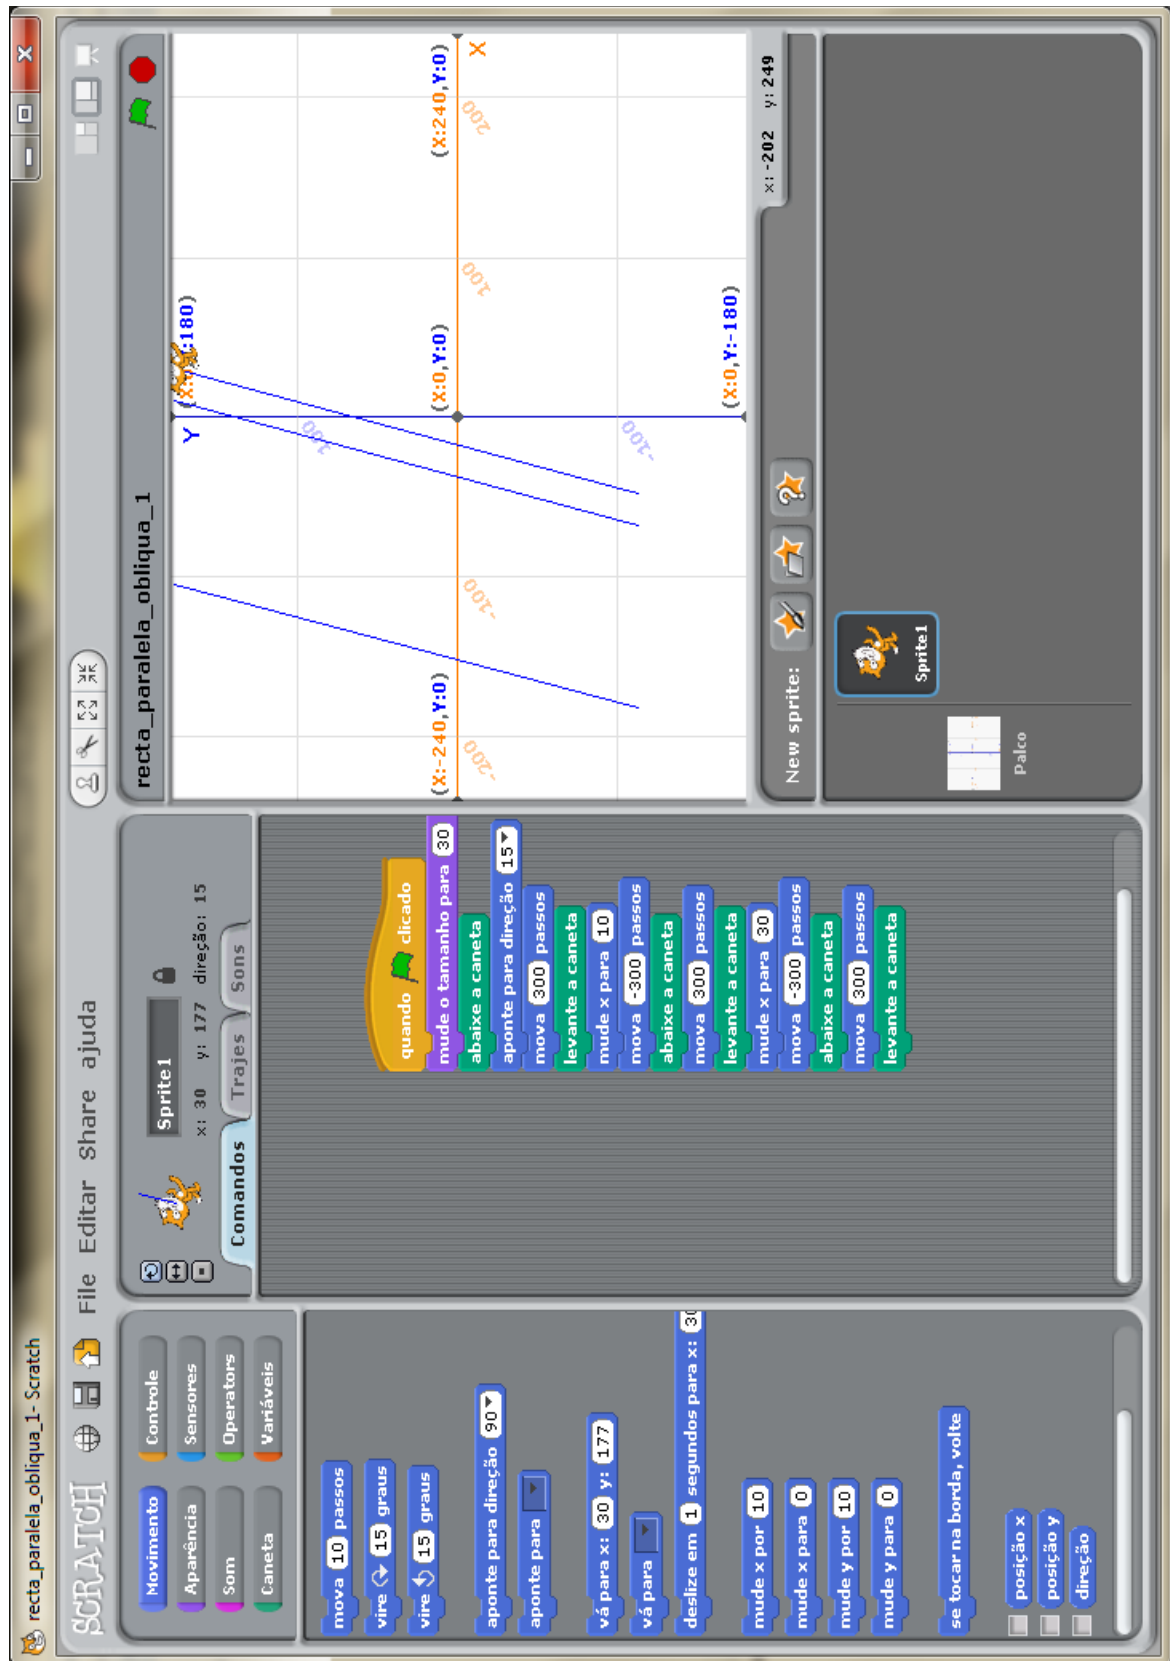 recta_paralela_obliqua_1- Scratch
SCRATCH
File Editar Share ajuda
Movimento
Controle
Aparência
Sensores
Som
Operators
Caneta
Variáveis
mova 10 passos
vire 15 graus
vire 15 graus
aponte para direção 90
aponte para
vá para x: 30 y: 177
vá para
deslize em 1 segundos para x: 30
mude x por 10
mude x para 0
mude y por 10
mude y para 0
se tocar na borda, volte
posição x
posição y
direção
Sprite1
x: 30 y: 177 direção: 15
Comandos
Trajes
Sons
quando clicado
mude o tamanho para 30
abaixe a caneta
aponte para direção 15
mova 300 passos
levante a caneta
mude x para 10
mova -300 passos
abaixe a caneta
mova 300 passos
levante a caneta
mude x para 30
mova -300 passos
abaixe a caneta
mova 300 passos
levante a caneta
recta_paralela_obliqua_1
Y
:180)
100
(X:-240,Y:0)
(X:0,Y:0)
(X:240,Y:0)
X
-200
-100
100
200
-100
(X:0,Y:-180)
x: -202 y: 249
New sprite:
Sprite1
Palco